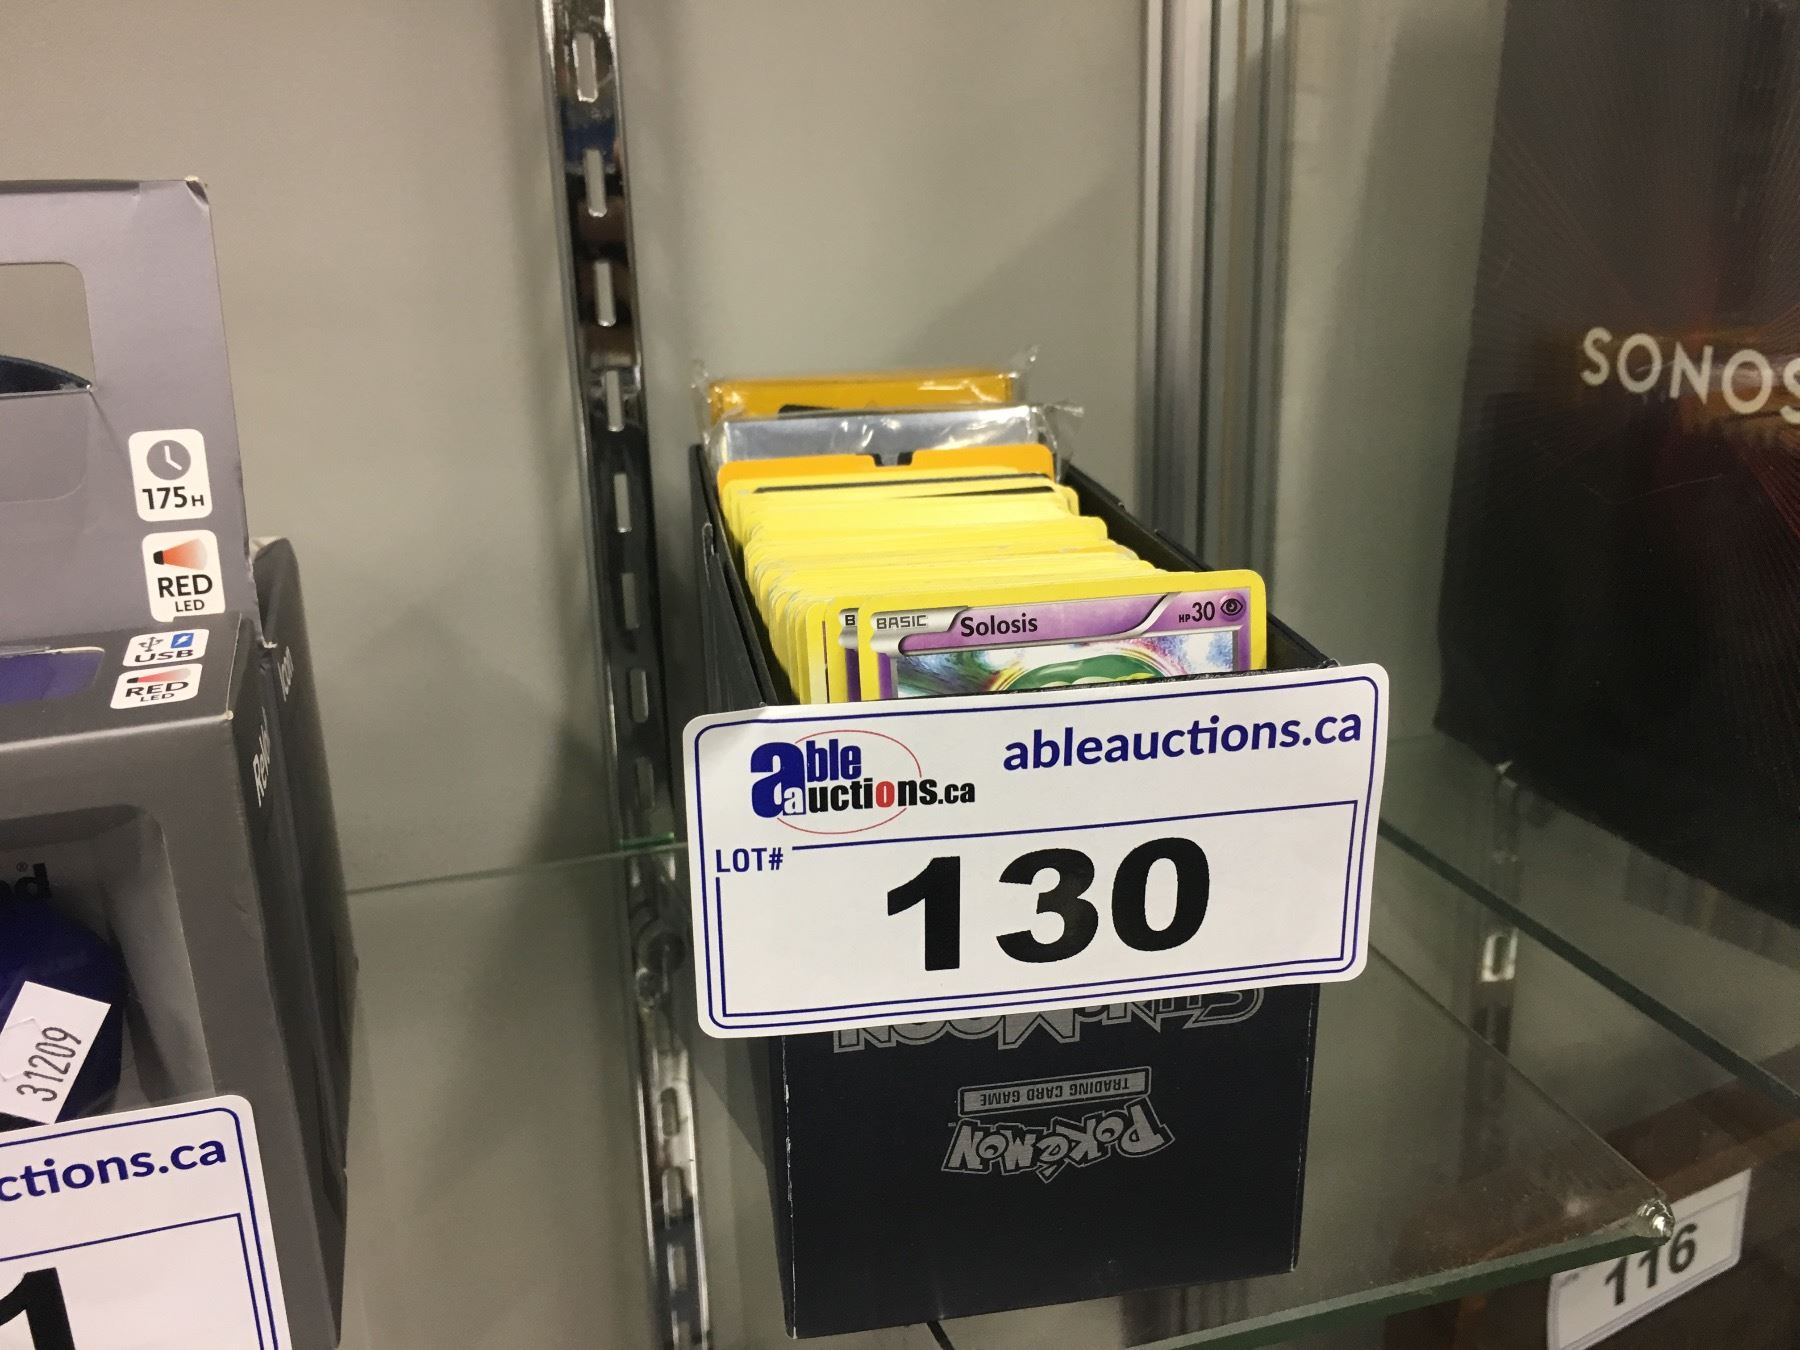 SONOS
175H
RED
LED
USB
RED
LED
BASIC Solosis HP30
able
auctions.ca
ableauctions.ca
LOT#
130
TRADING CARD GAME
POKéMON
31209
ctions.ca
1
116